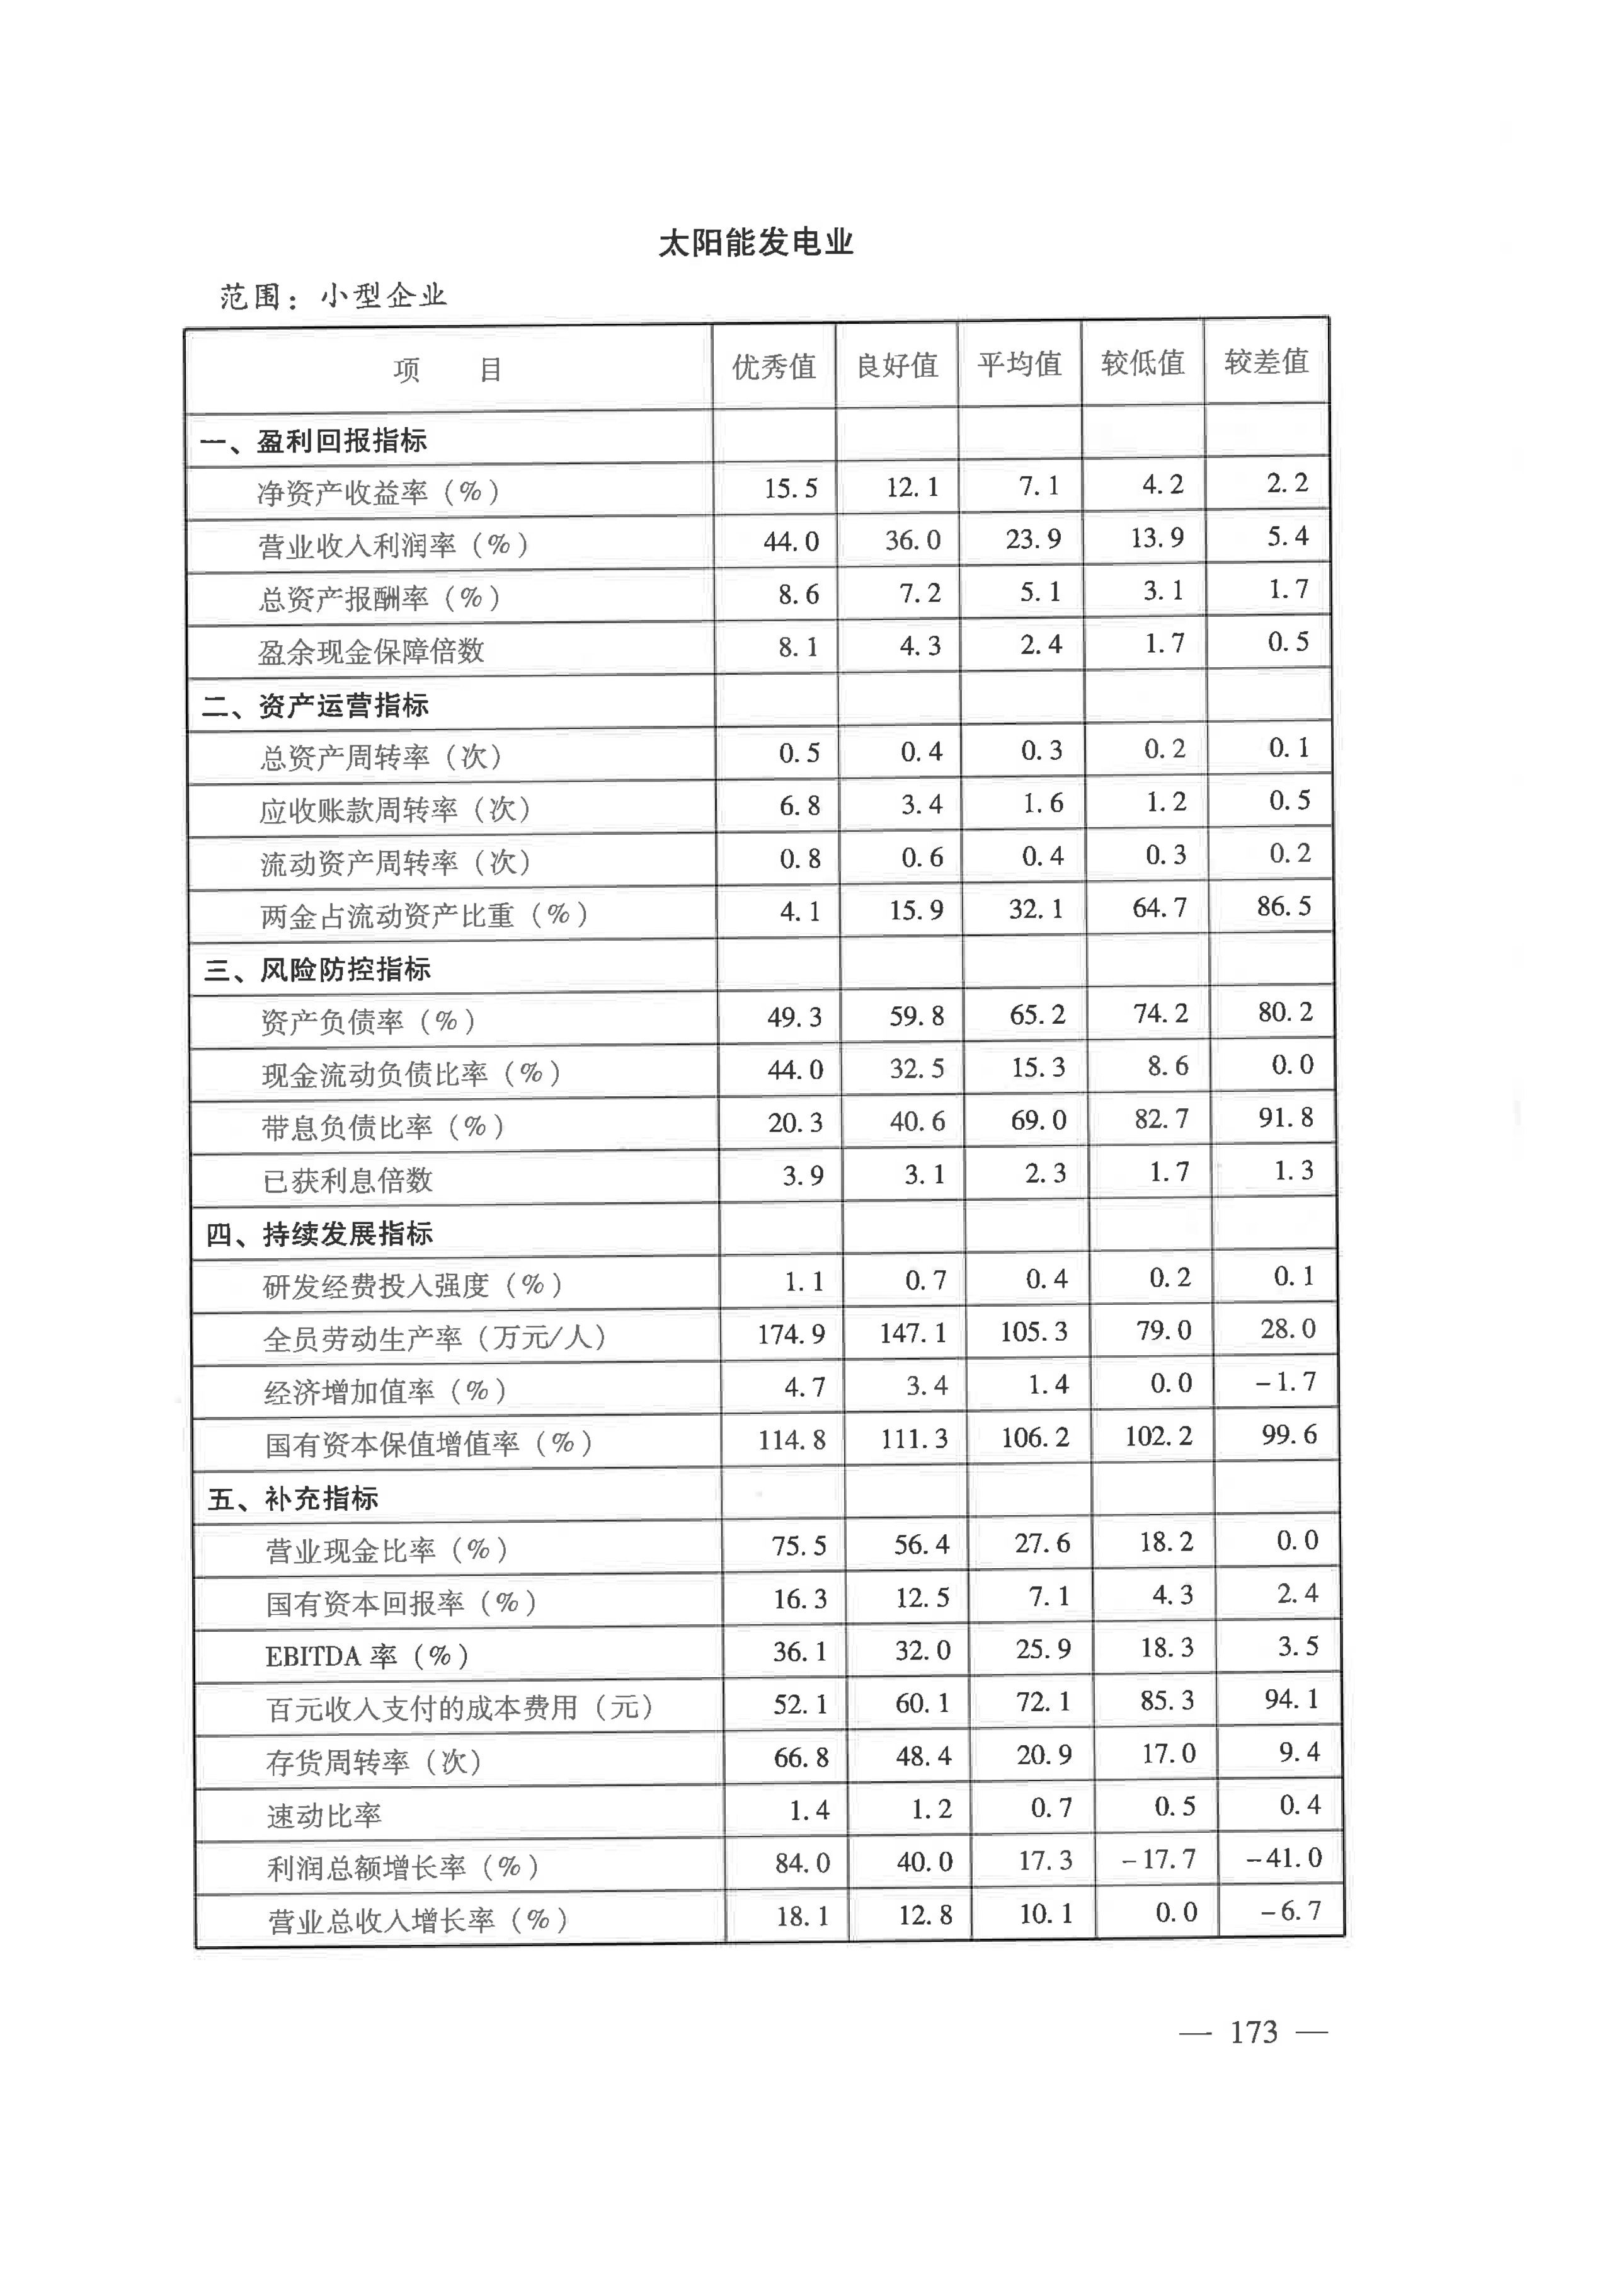 太阳能发电业
范围：小型企业
项 目 优秀值 良好值 平均值 较低值 较差值
一、盈利回报指标
净资产收益率（%） 15.5 12.1 7.1 4.2 2.2
营业收入利润率（%） 44.0 36.0 23.9 13.9 5.4
总资产报酬率（%） 8.6 7.2 5.1 3.1 1.7
盈余现金保障倍数 8.1 4.3 2.4 1.7 0.5
二、资产运营指标
总资产周转率（次） 0.5 0.4 0.3 0.2 0.1
应收账款周转率（次） 6.8 3.4 1.6 1.2 0.5
流动资产周转率（次） 0.8 0.6 0.4 0.3 0.2
两金占流动资产比重（%） 4.1 15.9 32.1 64.7 86.5
三、风险防控指标
资产负债率（%） 49.3 59.8 65.2 74.2 80.2
现金流动负债比率（%） 44.0 32.5 15.3 8.6 0.0
带息负债比率（%） 20.3 40.6 69.0 82.7 91.8
已获利息倍数 3.9 3.1 2.3 1.7 1.3
四、持续发展指标
研发经费投入强度（%） 1.1 0.7 0.4 0.2 0.1
全员劳动生产率（万元/人） 174.9 147.1 105.3 79.0 28.0
经济增加值率（%） 4.7 3.4 1.4 0.0 -1.7
国有资本保值增值率（%） 114.8 111.3 106.2 102.2 99.6
五、补充指标
营业现金比率（%） 75.5 56.4 27.6 18.2 0.0
国有资本回报率（%） 16.3 12.5 7.1 4.3 2.4
EBITDA 率（%） 36.1 32.0 25.9 18.3 3.5
百元收入支付的成本费用（元） 52.1 60.1 72.1 85.3 94.1
存货周转率（次） 66.8 48.4 20.9 17.0 9.4
速动比率 1.4 1.2 0.7 0.5 0.4
利润总额增长率（%） 84.0 40.0 17.3 -17.7 -41.0
营业总收入增长率（%） 18.1 12.8 10.1 0.0 -6.7
— 173 —